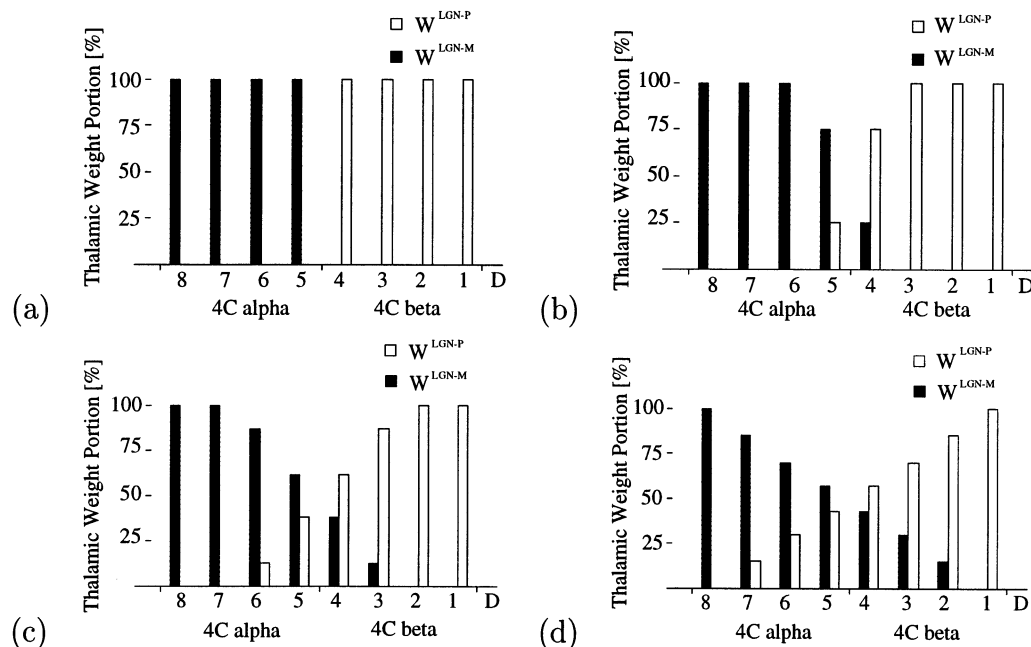 W LGN-P
W LGN-M
Thalamic Weight Portion [%]
100
75
50
25
8 7 6 5 4 3 2 1 D
4C alpha 4C beta
(a)
W LGN-P
W LGN-M
Thalamic Weight Portion [%]
100
75
50
25
8 7 6 5 4 3 2 1 D
4C alpha 4C beta
(b)
W LGN-P
W LGN-M
Thalamic Weight Portion [%]
100
75
50
25
8 7 6 5 4 3 2 1 D
4C alpha 4C beta
(c)
W LGN-P
W LGN-M
Thalamic Weight Portion [%]
100
75
50
25
8 7 6 5 4 3 2 1 D
4C alpha 4C beta
(d)